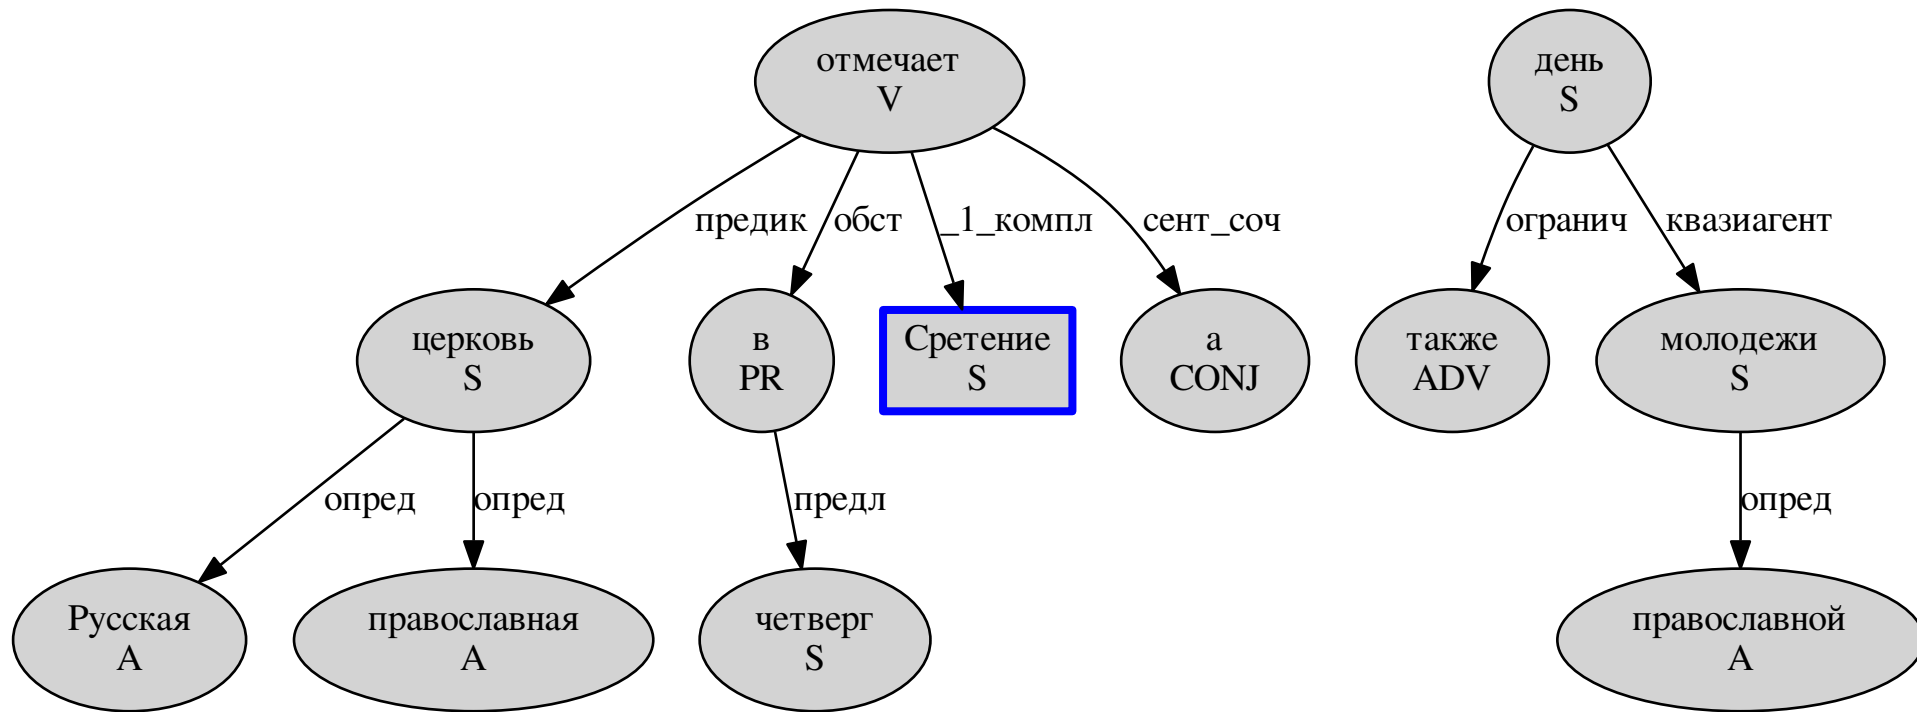 отмечает
V
день
S
предик
обст
_1_компл
сент_соч
огранич
квазиагент
церковь
S
в
PR
Сретение
S
а
CONJ
также
ADV
молодежи
S
опред
опред
предл
опред
Русская
A
православная
A
четверг
S
православной
A